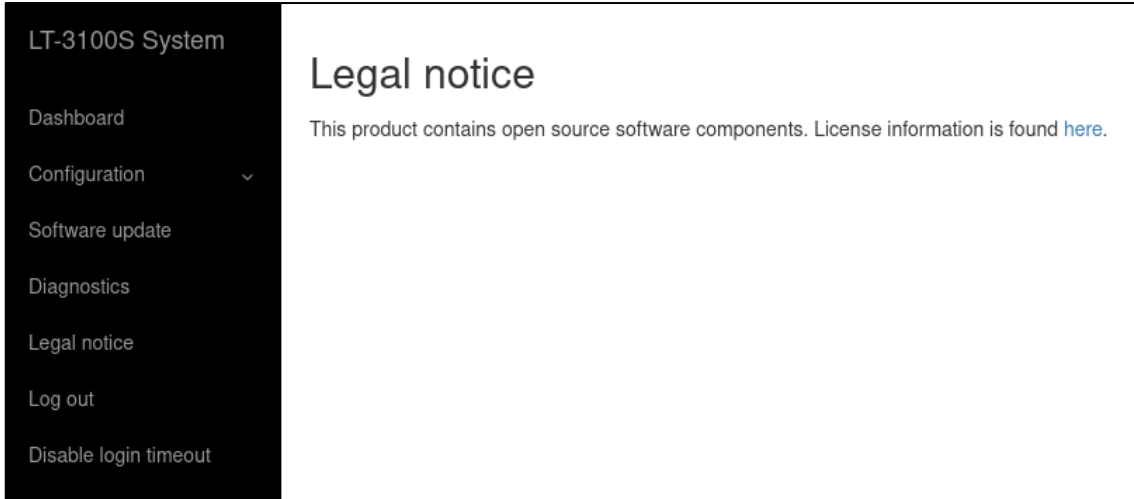 LT-3100S System
Dashboard
Configuration
Software update
Diagnostics
Legal notice
Log out
Disable login timeout
Legal notice
This product contains open source software components. License information is found here.